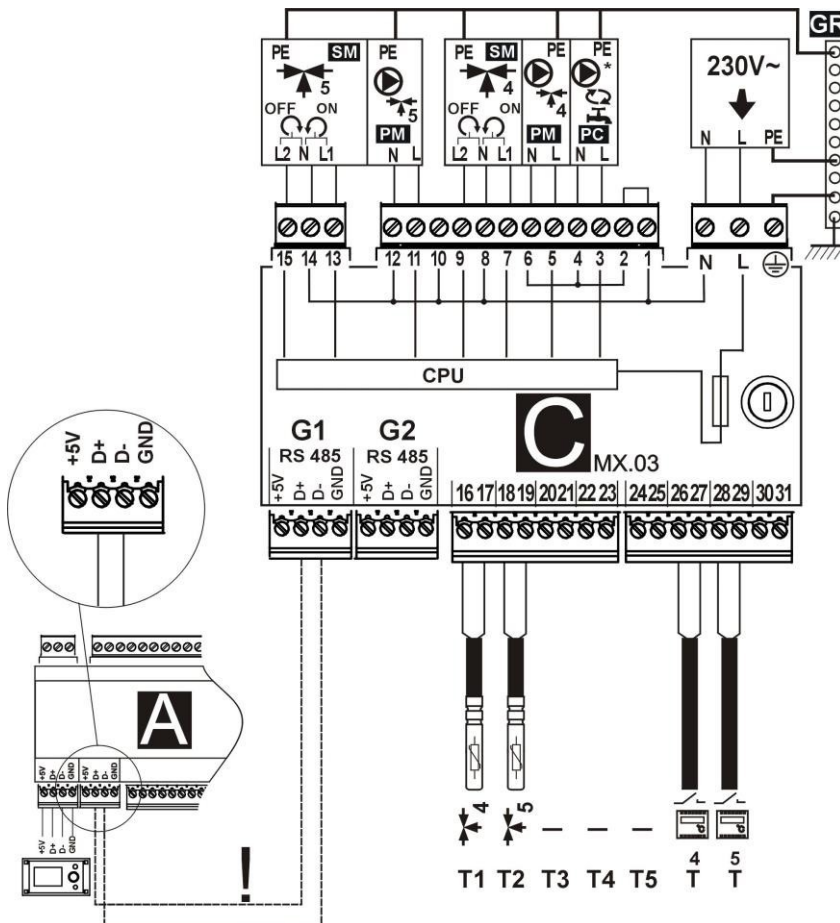 GR
PE SM PE PE SM PE PE *
5 4
230V~
OFF ON 5 OFF ON 4
PM PM PC
L2 N L1 N L L2 N L1 N L N L
N L PE
15 14 13 12 11 10 9 8 7 6 5 4 3 2 1 N L
CPU
C
MX.03
G1 G2
RS 485 RS 485
+5V D+ D- GND +5V D+ D- GND
16 17 18 19 20 21 22 23 24 25 26 27 28 29 30 31
+5V D+ D- GND
A
+5V D+ D- GND +5V D+ D- GND
+5V D+ D- GND
!
4 5 – – – 4 5
T1 T2 T3 T4 T5 T T